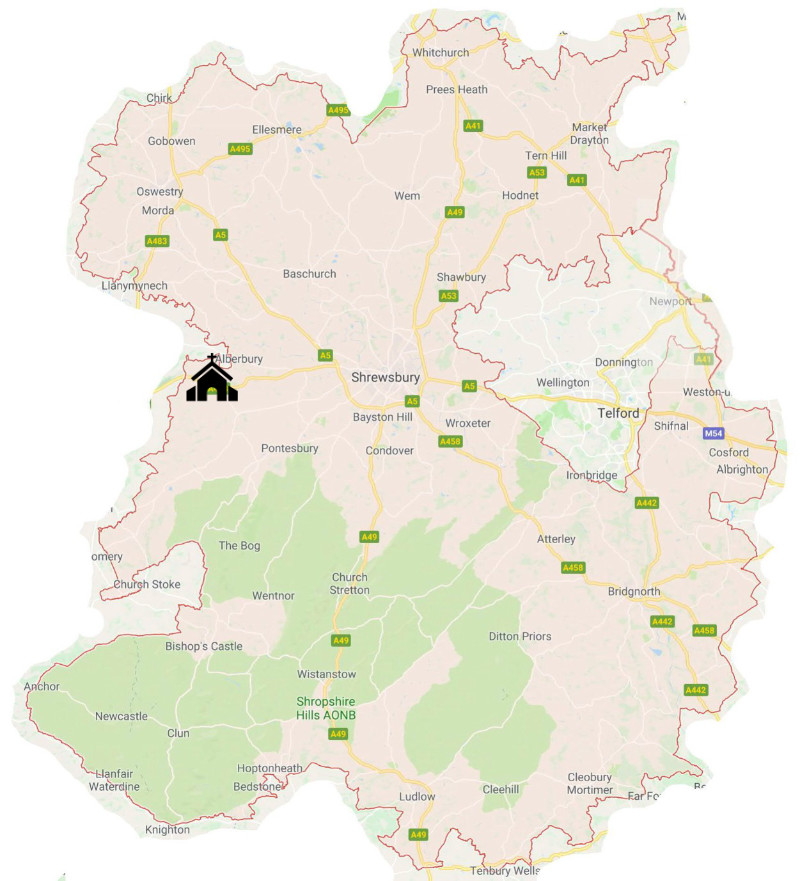 M
Whitchurch
Prees Heath
Chirk
A495
Ellesmere
A41
Market
Drayton
Gobowen
A495
Tern Hill
A53
A41
Oswestry
Wem
Hodnet
Morda
A49
A5
A483
Baschurch
Shawbury
Llanymynech
A53
Newport
A5
Alberbury
A41
Donnington
Shrewsbury
Wellington
A5
Weston-u
A5
Telford
Bayston Hill
Wroxeter
Shifnal
M54
A458
Pontesbury
Condover
Cosford
Albrighton
Ironbridge
A442
A49
Atterley
The Bog
omery
A458
Church Stoke
Church
Stretton
Wentnor
Bridgnorth
A442
A458
Ditton Priors
A49
Bishop's Castle
Wistanstow
Anchor
A442
Shropshire
Hills AONB
Newcastle
Clun
A49
Hoptonheath
Llanfair
Waterdine
Bedstone
Cleobury
Mortimer
Cleehill
Ludlow
Far Fo
Knighton
A49
Tenbury Wells